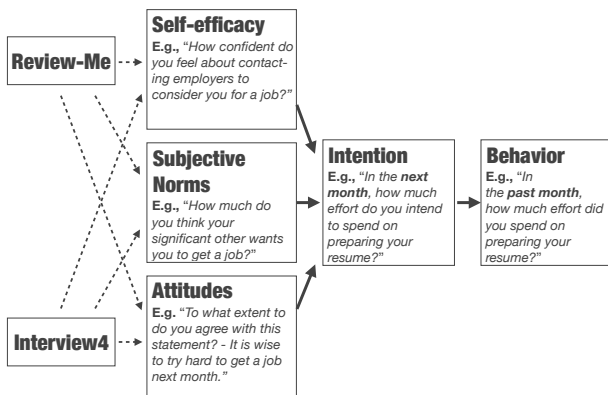 Review-Me
Interview4
Self-efficacy
E.g., “How confident do
you feel about contact-
ing employers to
consider you for a job?”
Subjective
Norms
E.g., “How much do
you think your
significant other wants
you to get a job?”
Attitudes
E.g. “To what extent to
do you agree with this
statement? - It is wise
to try hard to get a job
next month.”
Intention
E.g., “In the next
month, how much
effort do you intend
to spend on
preparing your
resume?”
Behavior
E.g., “In
the past month,
how much effort did
you spend on
preparing your
resume?”